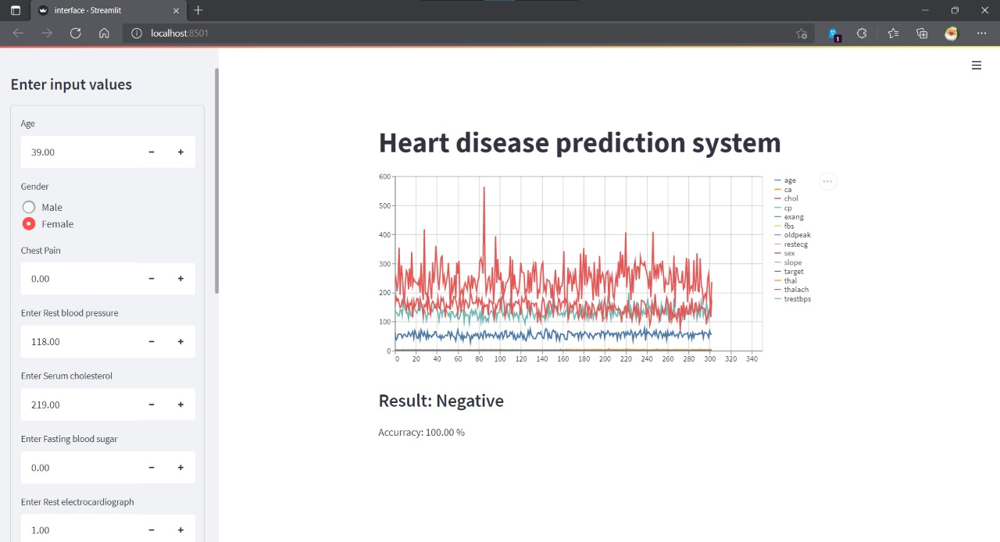 interface · Streamlit
localhost:8501
1
Enter input values
Age
39.00
Gender
Male
Female
Chest Pain
0.00
Enter Rest blood pressure
118.00
Enter Serum cholesterol
219.00
Enter Fasting blood sugar
0.00
Enter Rest electrocardiograph
1.00
Heart disease prediction system
600
500
400
300
200
100
0
0 20 40 60 80 100 120 140 160 180 200 220 240 260 280 300 320 340
age
ca
chol
cp
exang
fbs
oldpeak
restecg
sex
slope
target
thal
thalach
trestbps
Result: Negative
Accurracy: 100.00 %